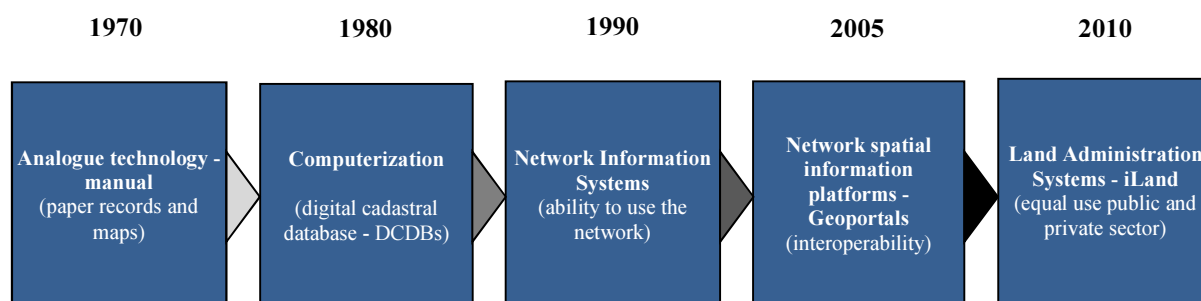 1970
1980
1990
2005
2010
Analogue technology -
manual
(paper records and
maps)
Computerization
(digital cadastral
database - DCDBs)
Network Information
Systems
(ability to use the
network)
Network spatial
information
platforms -
Geoportals
(interoperability)
Land Administration
Systems - iLand
(equal use public and
private sector)